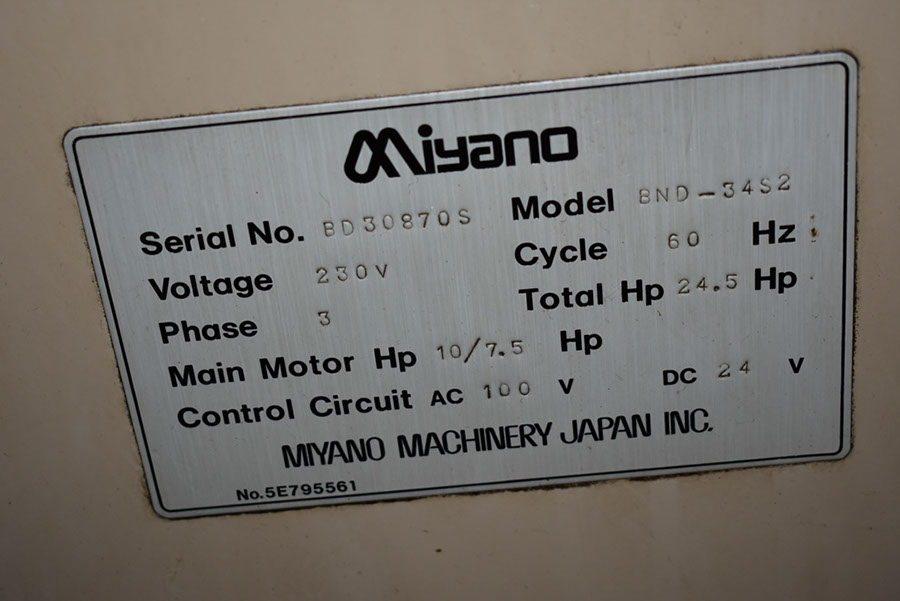 Miyano
Serial No. BD30870S Model BND-34S2
Voltage 230V Cycle 60 Hz
Phase 3 Total Hp 24.5 Hp
Main Motor Hp 10/7.5 Hp
Control Circuit AC 100 V DC 24 V
MIYANO MACHINERY JAPAN INC.
No.5E795561